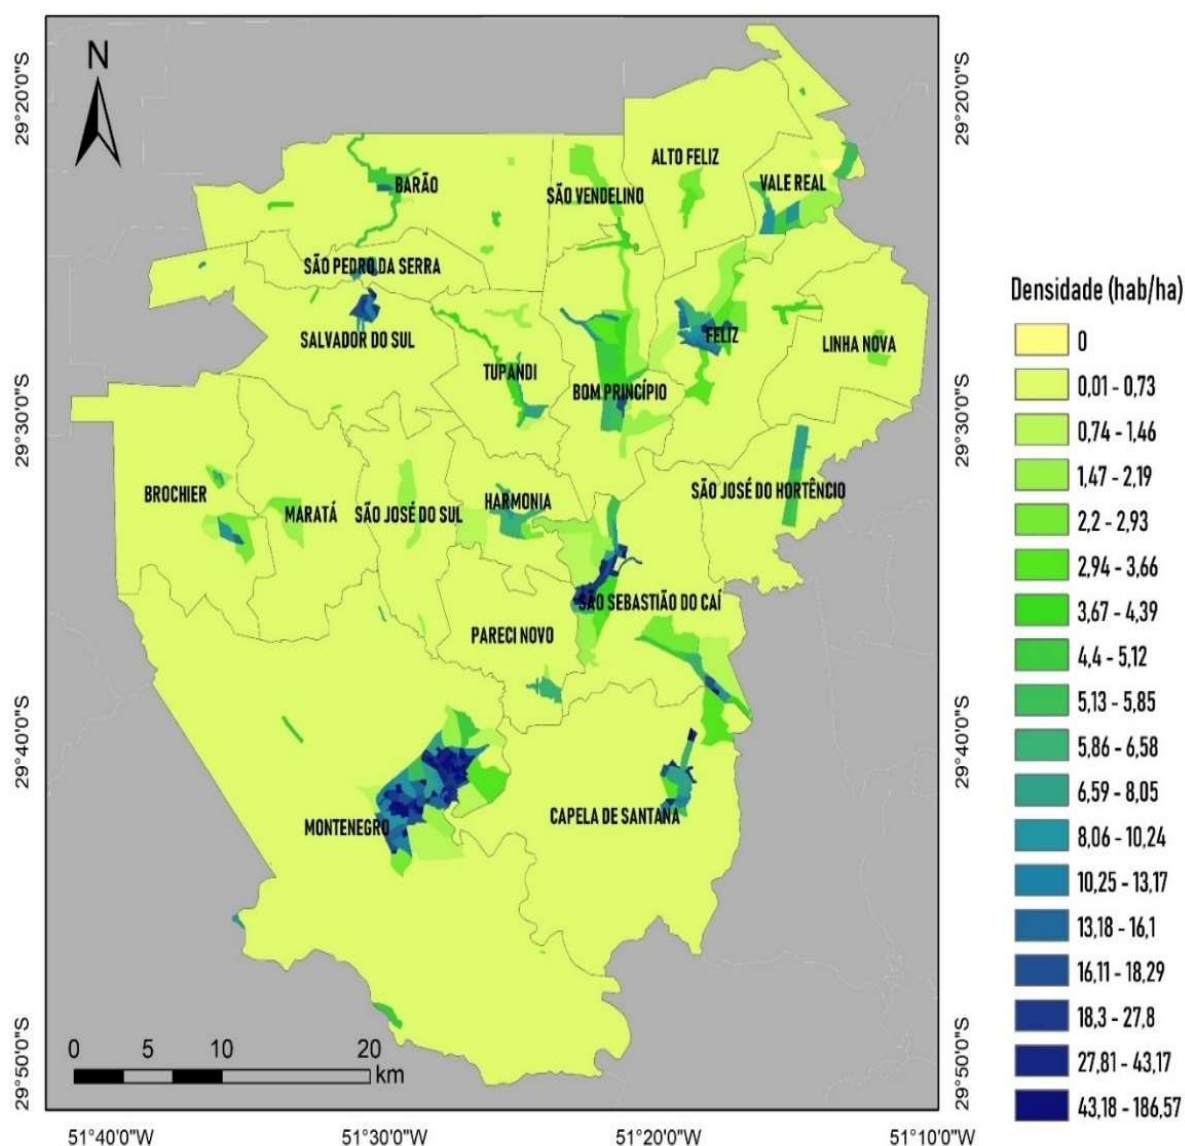 N
29°20'0"S
29°20'0"S
ALTO FELIZ
BARÃO
SÃO VENDELINO
VALE REAL
SÃO PEDRO DA SERRA
SALVADOR DO SUL
FELIZ
LINHA NOVA
TUPANDI
BOM PRINCÍPIO
29°30'0"S
29°30'0"S
BROCHIER
MARATÁ
SÃO JOSÉ DO SUL
HARMONIA
SÃO JOSÉ DO HORTÊNCIO
SÃO SEBASTIÃO DO CAÍ
PARECI NOVO
29°40'0"S
29°40'0"S
MONTENEGRO
CAPELA DE SANTANA
29°50'0"S
29°50'0"S
0 5 10 20
km
51°40'0"W 51°30'0"W 51°20'0"W 51°10'0"W
Densidade (hab/ha)
0
0,01 - 0,73
0,74 - 1,46
1,47 - 2,19
2,2 - 2,93
2,94 - 3,66
3,67 - 4,39
4,4 - 5,12
5,13 - 5,85
5,86 - 6,58
6,59 - 8,05
8,06 - 10,24
10,25 - 13,17
13,18 - 16,1
16,11 - 18,29
18,3 - 27,8
27,81 - 43,17
43,18 - 186,57